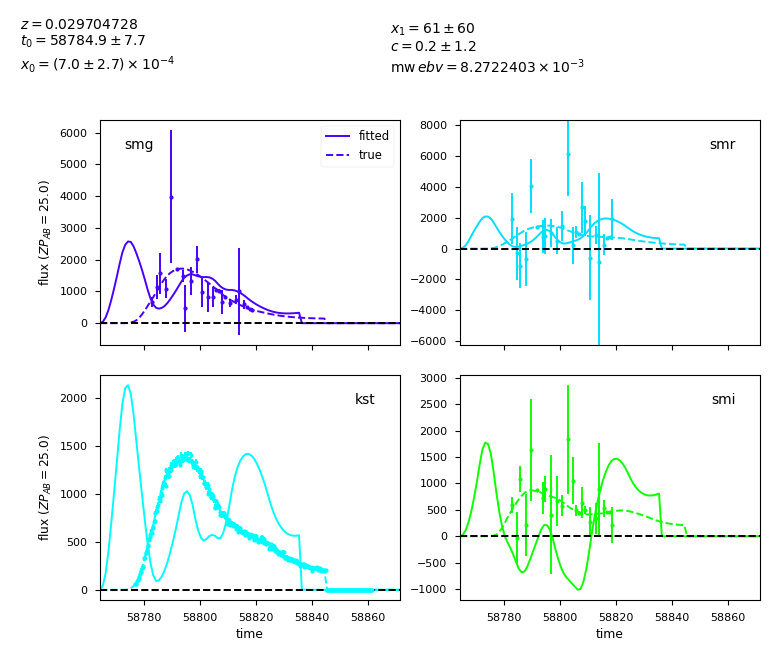 z = 0.029704728
t₀ = 58784.9 ± 7.7
x₀ = (7.0 ± 2.7) × 10⁻⁴
x₁ = 61 ± 60
c = 0.2 ± 1.2
mw ebv = 8.2722403 × 10⁻³
smg
fitted
true
6000
5000
4000
3000
2000
1000
0
flux (ZP_AB = 25.0)
smr
8000
6000
4000
2000
0
−2000
−4000
−6000
kst
2000
1500
1000
500
0
flux (ZP_AB = 25.0)
58780 58800 58820 58840 58860
time
smi
3000
2500
2000
1500
1000
500
0
−500
−1000
58780 58800 58820 58840 58860
time